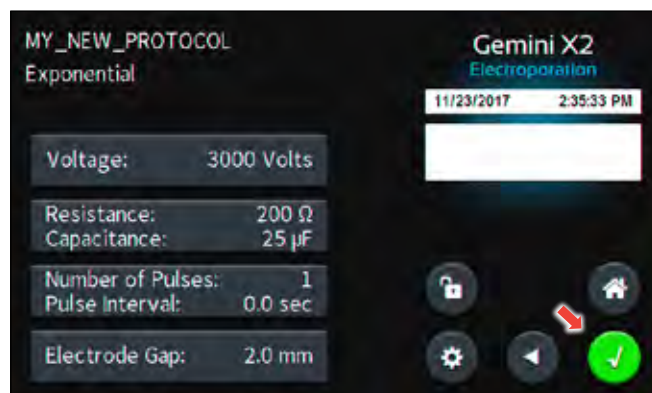 MY_NEW_PROTOCOL
Exponential
Gemini X2
Electroporation
11/23/2017 2:35:33 PM
Voltage: 3000 Volts
Resistance: 200 Ω
Capacitance: 25 µF
Number of Pulses: 1
Pulse Interval: 0.0 sec
Electrode Gap: 2.0 mm